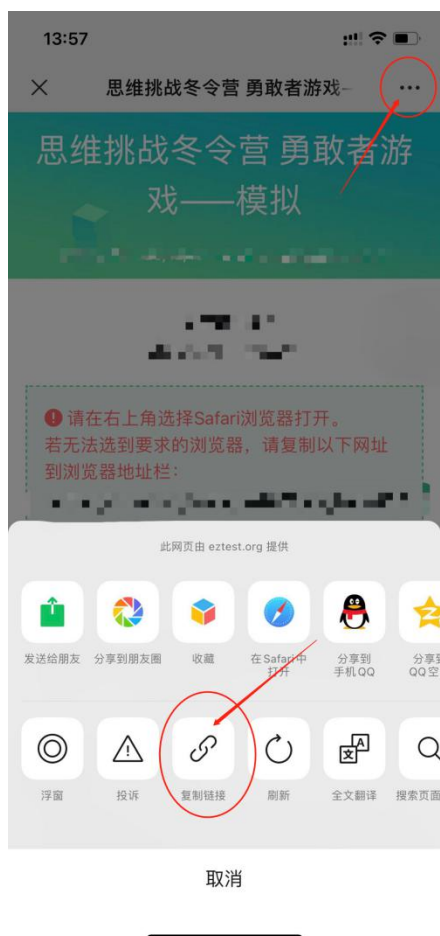 13:57
思维挑战冬令营 勇敢者游戏-
思维挑战冬令营 勇敢者游
戏——模拟
请在右上角选择Safari浏览器打开。
若无法选到要求的浏览器，请复制以下网址
到浏览器地址栏：
此网页由 eztest.org 提供
发送给朋友 分享到朋友圈 收藏 在Safari中打开 分享到手机QQ 分享到QQ空
浮窗 投诉 复制链接 刷新 全文翻译 搜索页面
取消